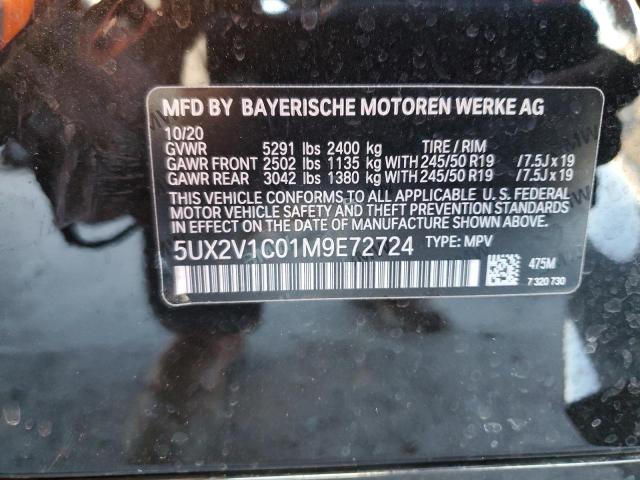 MFD BY BAYERISCHE MOTOREN WERKE AG
10/20
GVWR 5291 lbs 2400 kg TIRE / RIM
GAWR FRONT 2502 lbs 1135 kg WITH 245/50 R19 /7.5J x 19
GAWR REAR 3042 lbs 1380 kg WITH 245/50 R19 /7.5J x 19
THIS VEHICLE CONFORMS TO ALL APPLICABLE U. S. FEDERAL
MOTOR VEHICLE SAFETY AND THEFT PREVENTION STANDARDS
IN EFFECT ON THE DATE OF MANUFACTURE SHOWN ABOVE.
5UX2V1C01M9E72724 TYPE: MPV
475M
7 320 730